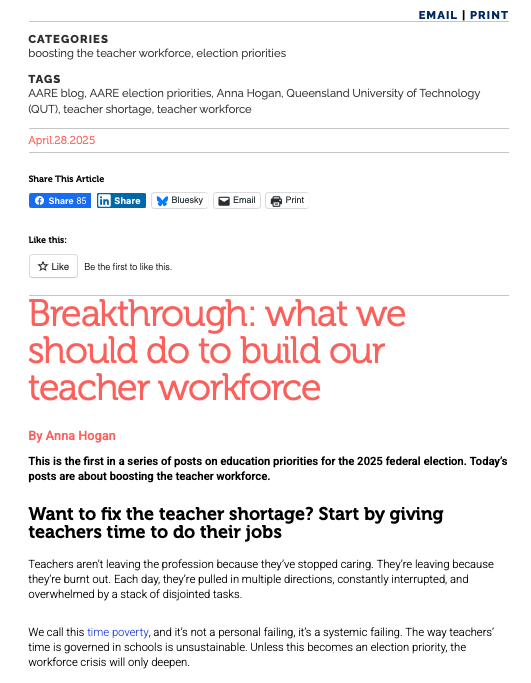 EMAIL | PRINT
CATEGORIES
boosting the teacher workforce, election priorities
TAGS
AARE blog, AARE election priorities, Anna Hogan, Queensland University of Technology
(QUT), teacher shortage, teacher workforce
April.28.2025
Share This Article
Share 85 Share Bluesky Email Print
Like this:
Like Be the first to like this.
Breakthrough: what we
should do to build our
teacher workforce
By Anna Hogan
This is the first in a series of posts on education priorities for the 2025 federal election. Today's
posts are about boosting the teacher workforce.
Want to fix the teacher shortage? Start by giving
teachers time to do their jobs
Teachers aren't leaving the profession because they've stopped caring. They're leaving because
they're burnt out. Each day, they're pulled in multiple directions, constantly interrupted, and
overwhelmed by a stack of disjointed tasks.
We call this time poverty, and it's not a personal failing, it's a systemic failing. The way teachers'
time is governed in schools is unsustainable. Unless this becomes an election priority, the
workforce crisis will only deepen.